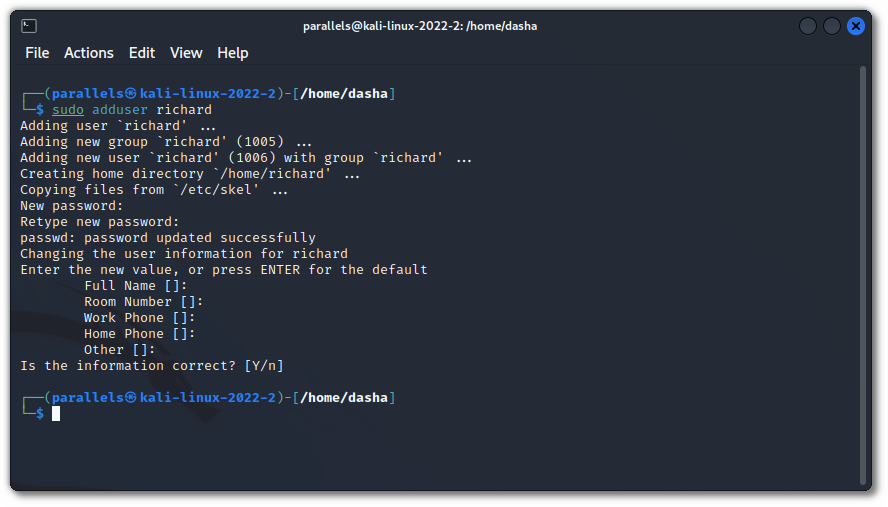 parallels@kali-linux-2022-2: /home/dasha
File Actions Edit View Help
┌──(parallels㉿kali-linux-2022-2)-[/home/dasha]
└─$ sudo adduser richard
Adding user `richard' ...
Adding new group `richard' (1005) ...
Adding new user `richard' (1006) with group `richard' ...
Creating home directory `/home/richard' ...
Copying files from `/etc/skel' ...
New password:
Retype new password:
passwd: password updated successfully
Changing the user information for richard
Enter the new value, or press ENTER for the default
Full Name []:
Room Number []:
Work Phone []:
Home Phone []:
Other []:
Is the information correct? [Y/n]
┌──(parallels㉿kali-linux-2022-2)-[/home/dasha]
└─$